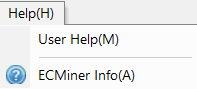 Help(H)
User Help(M)
ECMiner Info(A)